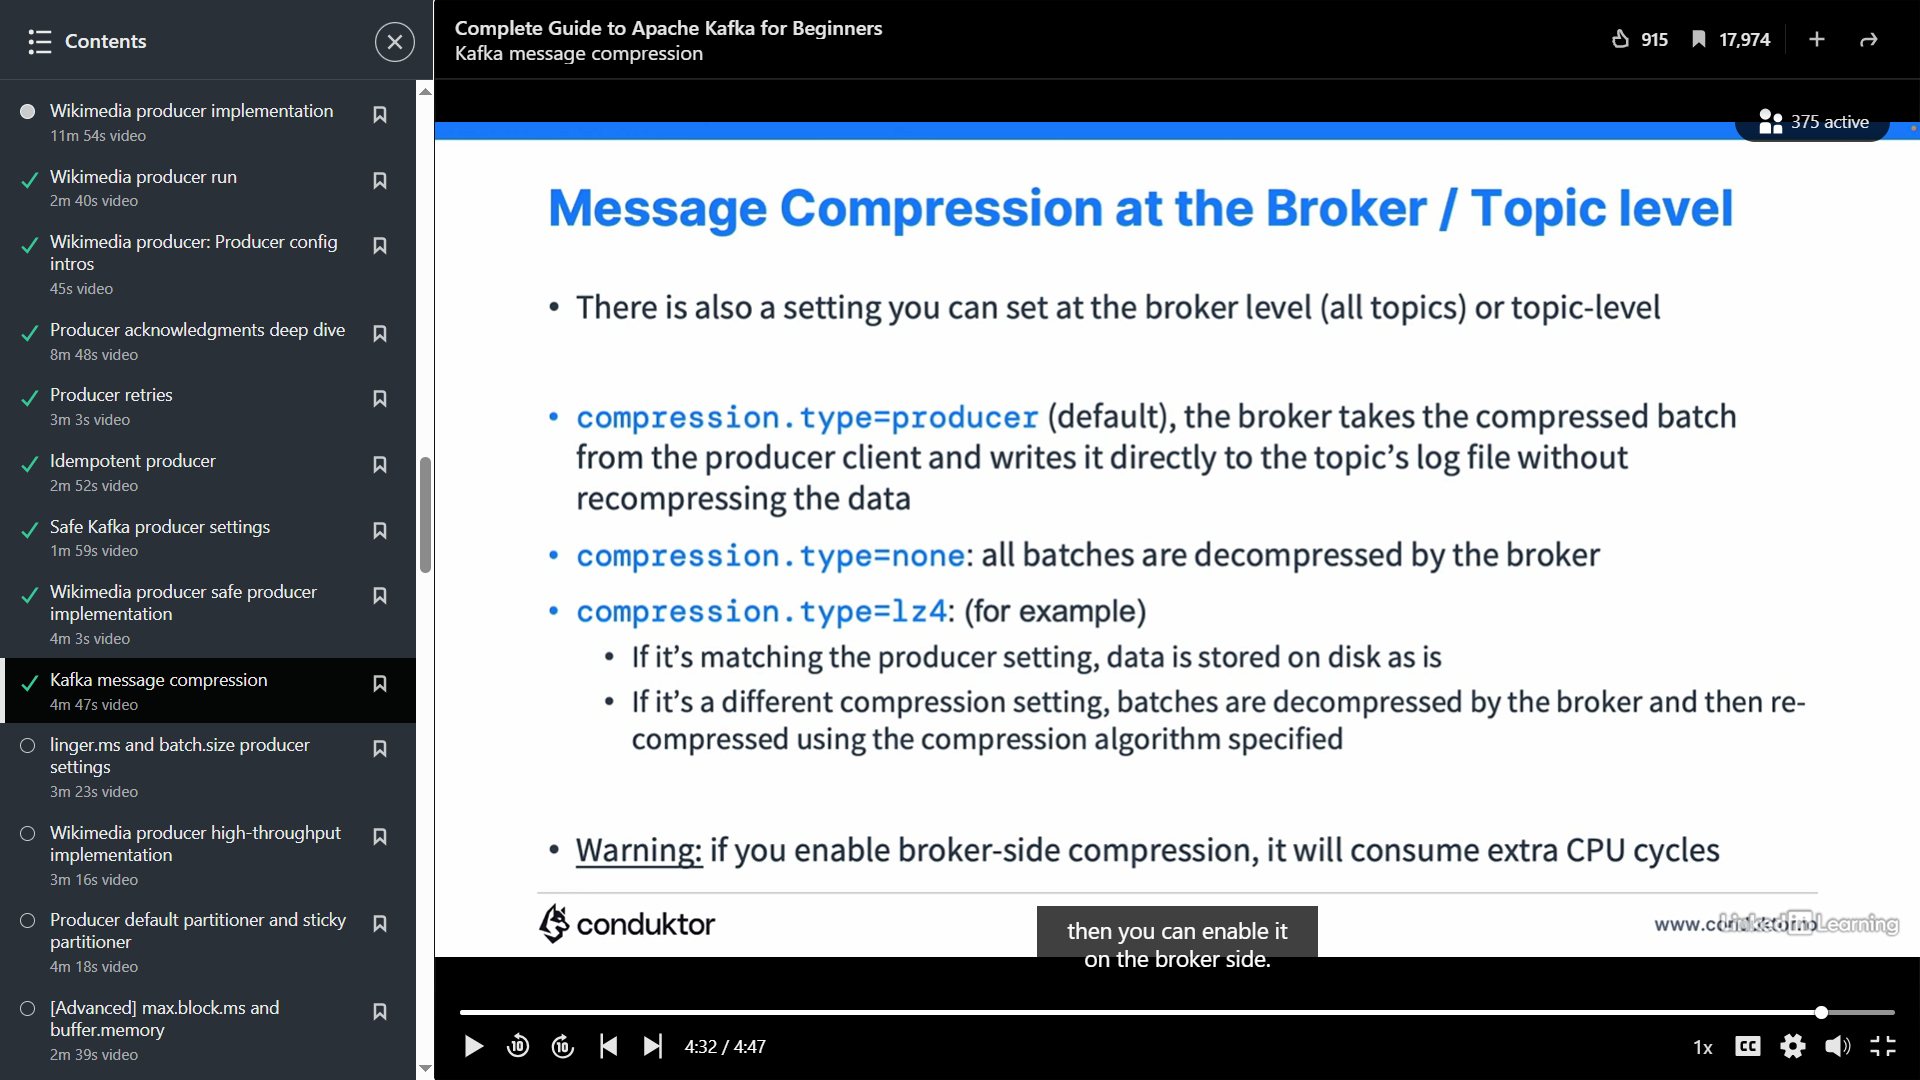 Contents
Wikimedia producer implementation
11m 54s video
Wikimedia producer run
2m 40s video
Wikimedia producer: Producer config
intros
45s video
Producer acknowledgments deep dive
8m 48s video
Producer retries
3m 3s video
Idempotent producer
2m 52s video
Safe Kafka producer settings
1m 59s video
Wikimedia producer safe producer
implementation
4m 3s video
Kafka message compression
4m 47s video
linger.ms and batch.size producer
settings
3m 23s video
Wikimedia producer high-throughput
implementation
3m 16s video
Producer default partitioner and sticky
partitioner
4m 18s video
[Advanced] max.block.ms and
buffer.memory
2m 39s video
Complete Guide to Apache Kafka for Beginners
Kafka message compression
915
17,974
375 active
Message Compression at the Broker / Topic level
• There is also a setting you can set at the broker level (all topics) or topic-level
• compression.type=producer (default), the broker takes the compressed batch
from the producer client and writes it directly to the topic’s log file without
recompressing the data
• compression.type=none: all batches are decompressed by the broker
• compression.type=lz4: (for example)
• If it’s matching the producer setting, data is stored on disk as is
• If it’s a different compression setting, batches are decompressed by the broker and then re-
compressed using the compression algorithm specified
• Warning: if you enable broker-side compression, it will consume extra CPU cycles
conduktor
Linked in Learning
then you can enable it
on the broker side.
10
10
4:32 / 4:47
1x
CC